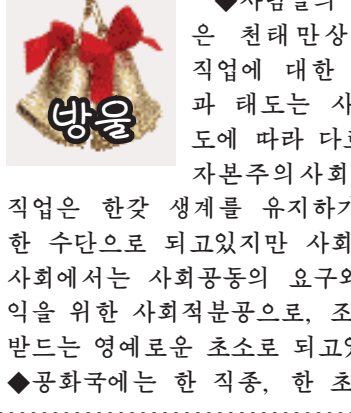 방울
◆사람들의
은 천태만상
직업에 대한
과 태도는 사
도에 따라 다르
자본주의사회
직업은 한갖 생계를 유지하기
한 수단으로 되고있지만 사회
사회에서는 사회공동의 요구와
익을 위한 사회적분공으로, 조
받드는 영예로운 초소로 되고있
◆공화국에는 한 직종, 한 초